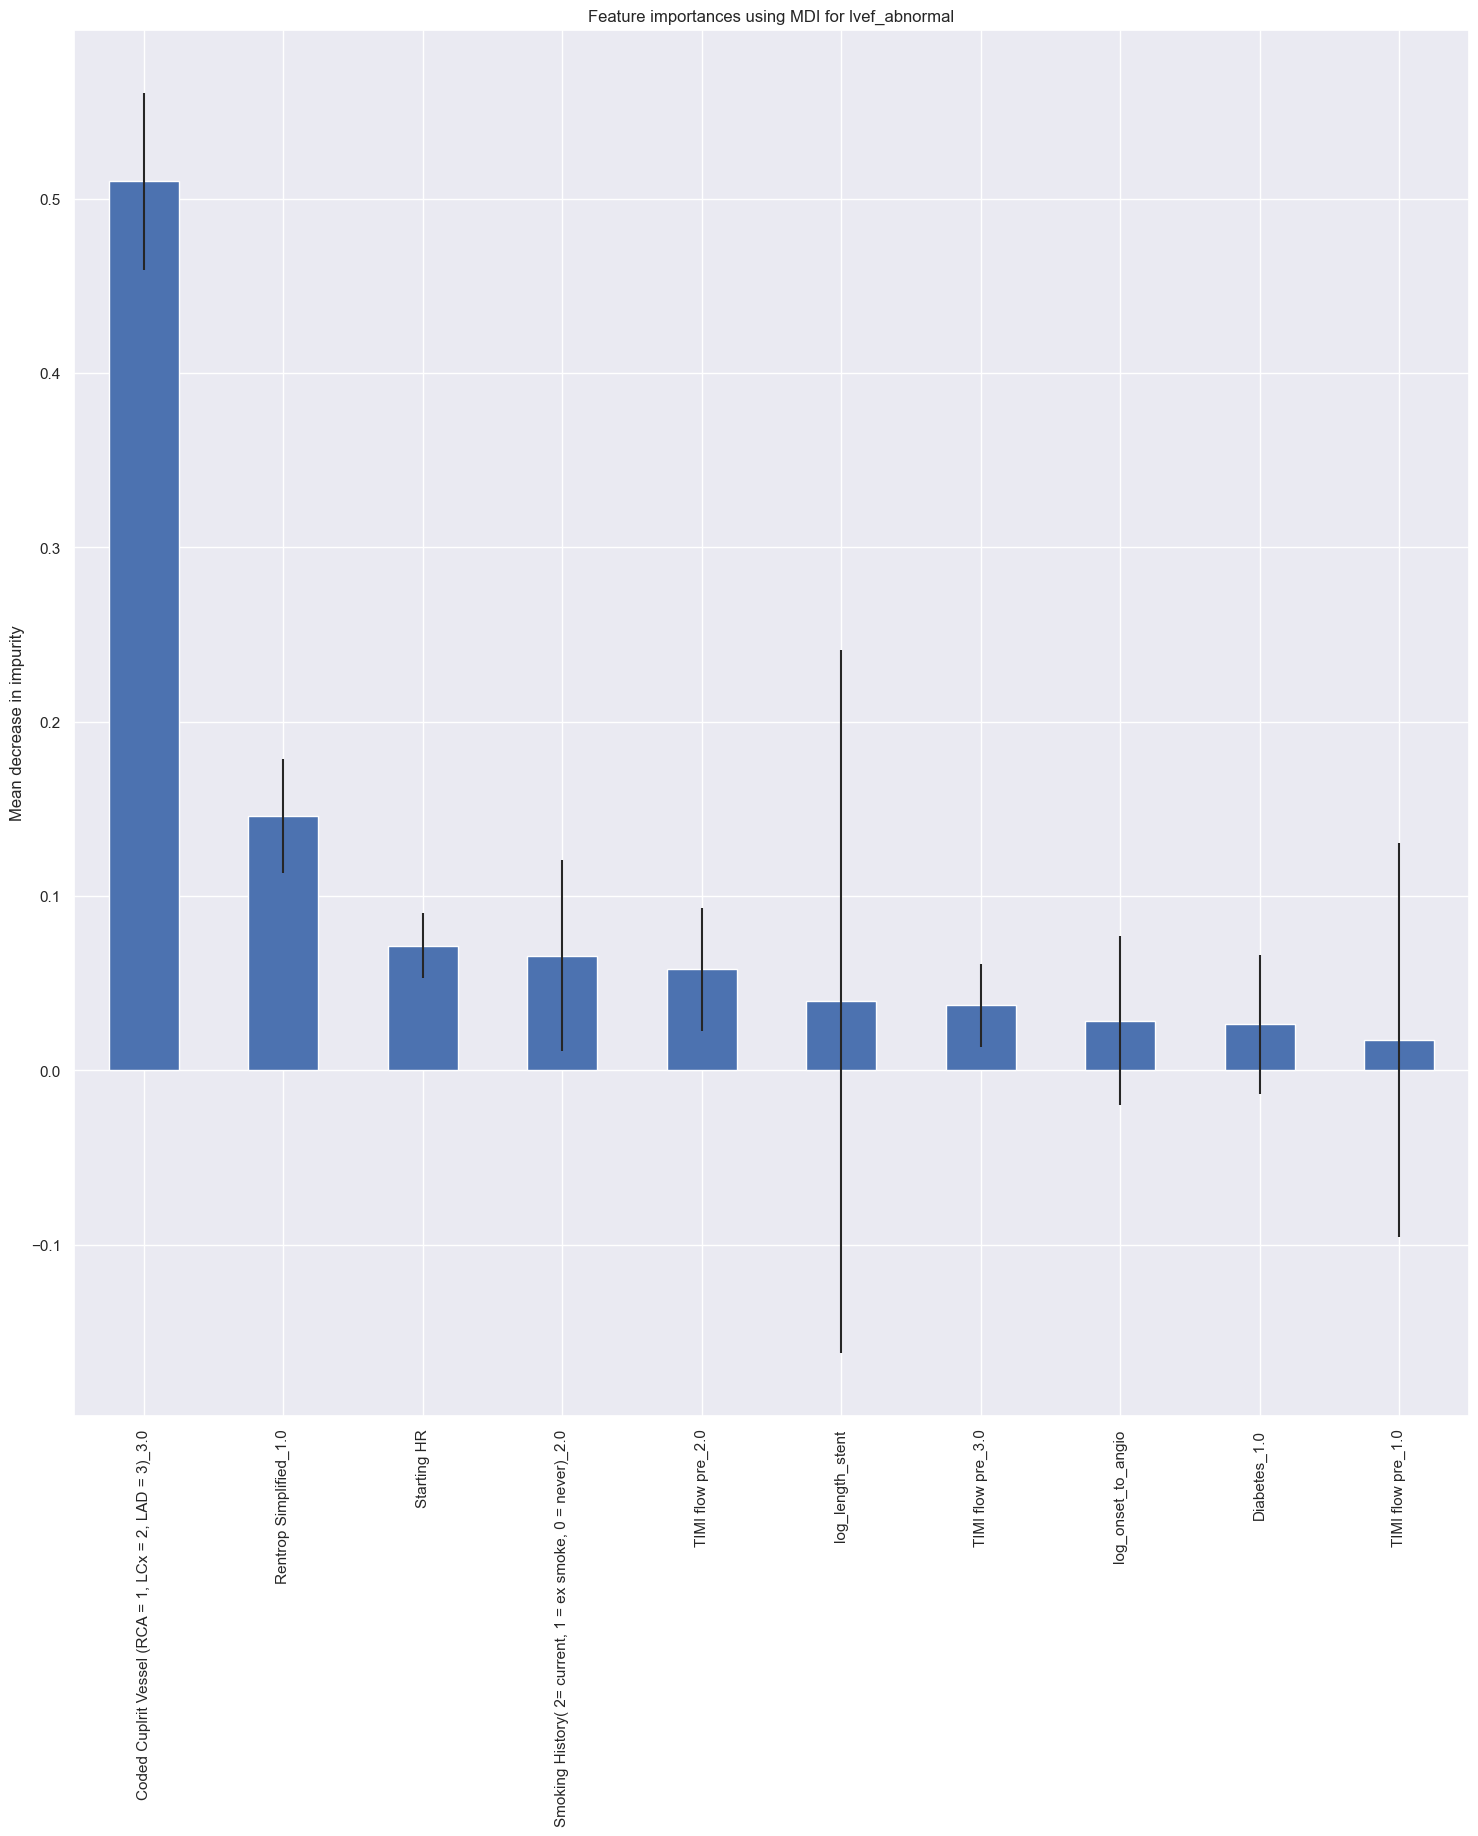 Feature importances using MDI for lvef_abnormal
Mean decrease in impurity
0.5
0.4
0.3
0.2
0.1
0.0
−0.1
Coded Cuplrit Vessel (RCA = 1, LCx = 2, LAD = 3)_3.0
Rentrop Simplified_1.0
Starting HR
Smoking History( 2= current, 1 = ex smoke, 0 = never)_2.0
TIMI flow pre_2.0
log_length_stent
TIMI flow pre_3.0
log_onset_to_angio
Diabetes_1.0
TIMI flow pre_1.0